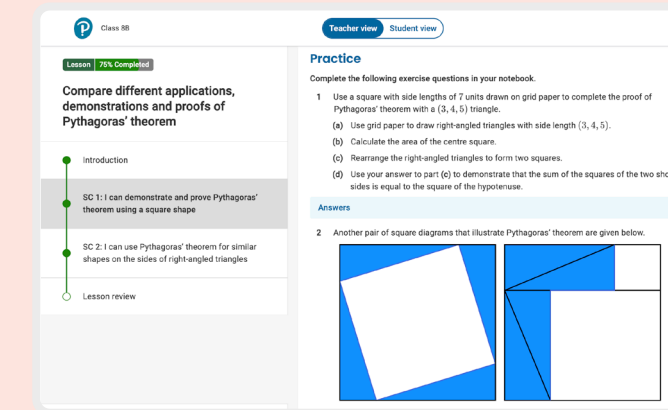 Class 8B
Teacher view Student view
Lesson 75% Completed
Compare different applications,
demonstrations and proofs of
Pythagoras' theorem
Introduction
SC 1: I can demonstrate and prove Pythagoras'
theorem using a square shape
SC 2: I can use Pythagoras' theorem for similar
shapes on the sides of right-angled triangles
Lesson review
Practice
Complete the following exercise questions in your notebook.
1 Use a square with side lengths of 7 units drawn on grid paper to complete the proof of
Pythagoras' theorem with a (3, 4, 5) triangle.
(a) Use grid paper to draw right-angled triangles with side length (3, 4, 5).
(b) Calculate the area of the centre square.
(c) Rearrange the right-angled triangles to form two squares.
(d) Use your answer to part (c) to demonstrate that the sum of the squares of the two sho
sides is equal to the square of the hypotenuse.
Answers
2 Another pair of square diagrams that illustrate Pythagoras' theorem are given below.